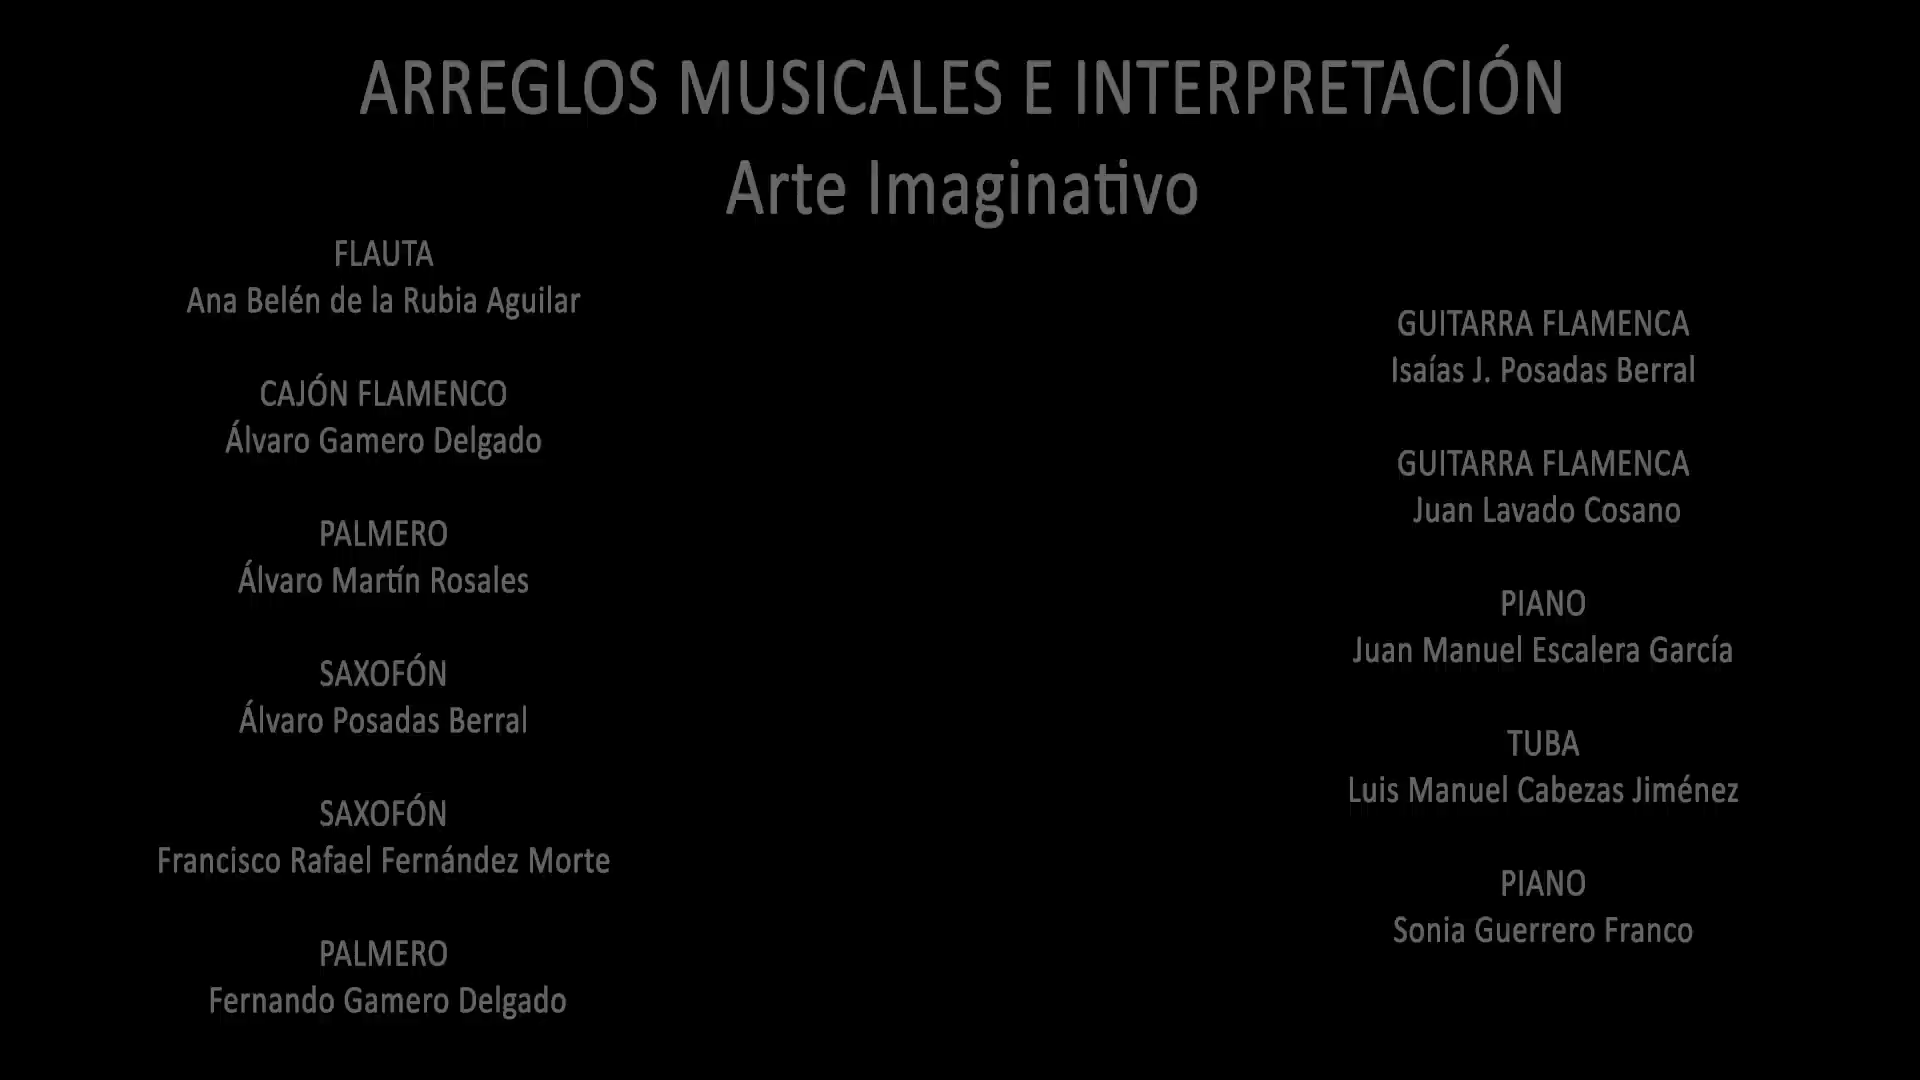 ARREGLOS MUSICALES E INTERPRETACIÓN
Arte Imaginativo
FLAUTA
Ana Belén de la Rubia Aguilar
CAJÓN FLAMENCO
Álvaro Gamero Delgado
PALMERO
Álvaro Martín Rosales
SAXOFÓN
Álvaro Posadas Berral
SAXOFÓN
Francisco Rafael Fernández Morte
PALMERO
Fernando Gamero Delgado
GUITARRA FLAMENCA
Isaías J. Posadas Berral
GUITARRA FLAMENCA
Juan Lavado Cosano
PIANO
Juan Manuel Escalera García
TUBA
Luis Manuel Cabezas Jiménez
PIANO
Sonia Guerrero Franco